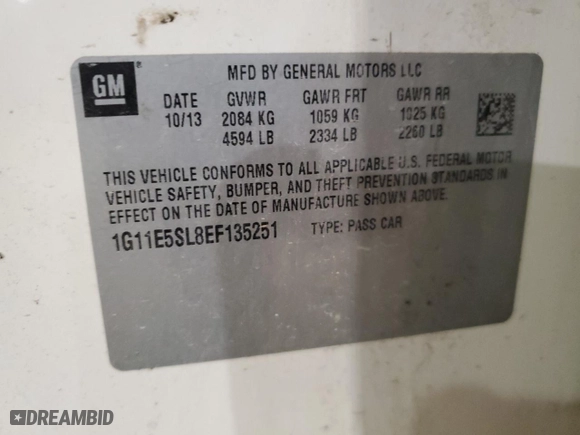 GM
MFD BY GENERAL MOTORS LLC
DATE GVWR GAWR FRT GAWR RR
10/13 2084 KG 1059 KG 1025 KG
4594 LB 2334 LB 2260 LB
THIS VEHICLE CONFORMS TO ALL APPLICABLE U.S. FEDERAL MOTOR
VEHICLE SAFETY, BUMPER, AND THEFT PREVENTION STANDARDS IN
EFFECT ON THE DATE OF MANUFACTURE SHOWN ABOVE.
1G11E5SL8EF135251 TYPE: PASS CAR
DREAMBID